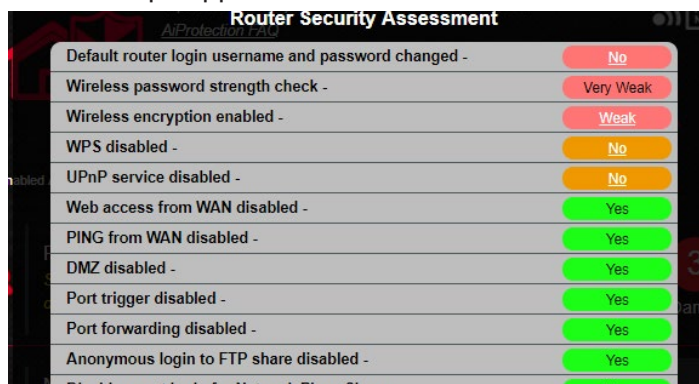 Router Security Assessment
AiProtection FAQ
Default router login username and password changed - No
Wireless password strength check - Very Weak
Wireless encryption enabled - Weak
WPS disabled - No
UPnP service disabled - No
Web access from WAN disabled - Yes
PING from WAN disabled - Yes
DMZ disabled - Yes
Port trigger disabled - Yes
Port forwarding disabled - Yes
Anonymous login to FTP share disabled - Yes